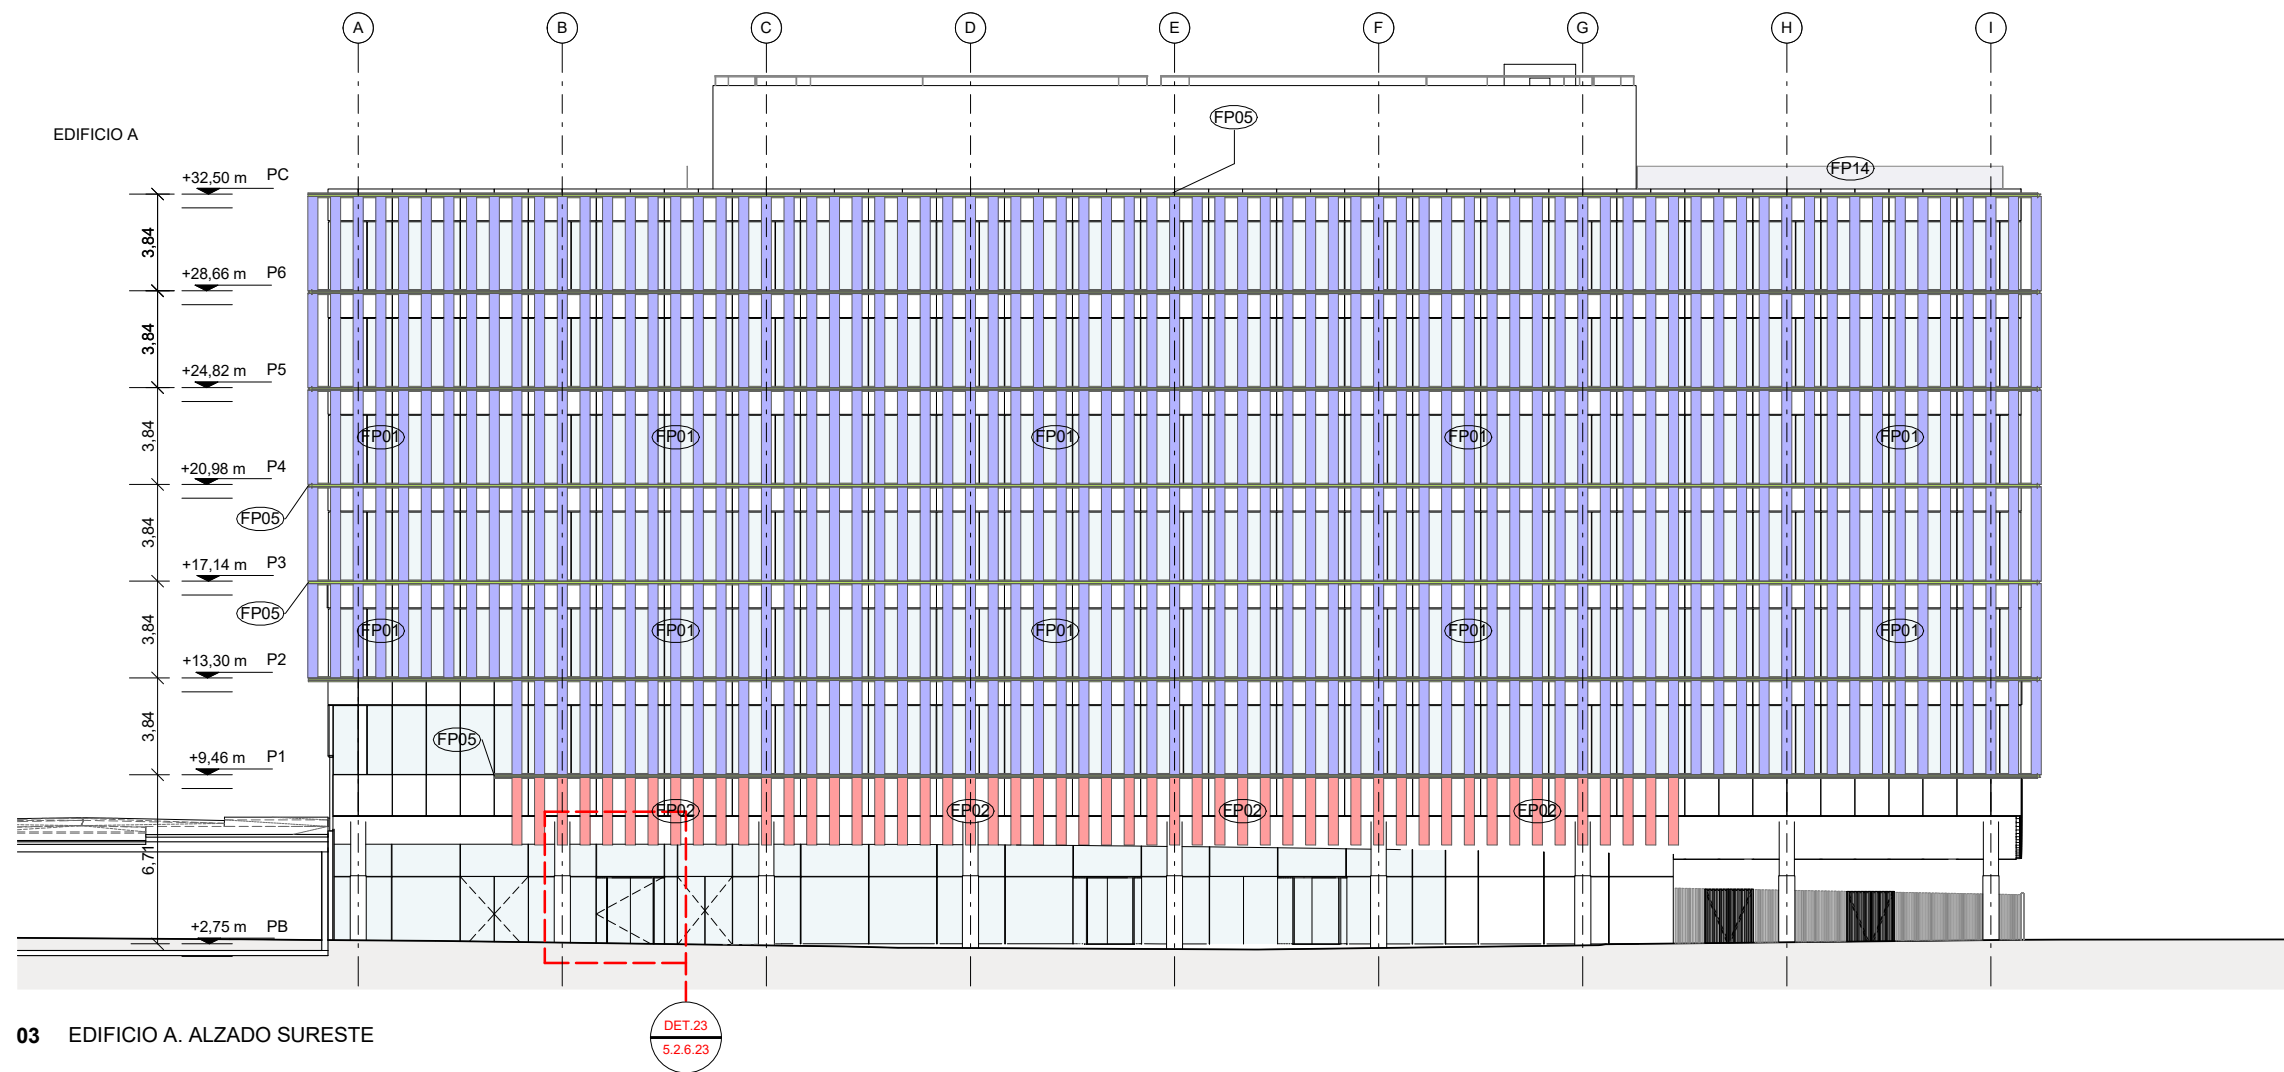 A B C D E F G H I
EDIFICIO A
FP05
FP14
+32,50 m PC
3,84
+28,66 m P6
3,84
+24,82 m P5
3,84
FP01 FP01 FP01 FP01 FP01
+20,98 m P4
FP05
3,84
+17,14 m P3
FP05
3,84
FP01 FP01 FP01 FP01 FP01
+13,30 m P2
3,84
FP05
+9,46 m P1
FP02 FP02 FP02 FP02
6,71
+2,75 m PB
03 EDIFICIO A. ALZADO SURESTE
DET.23
5.2.6.23